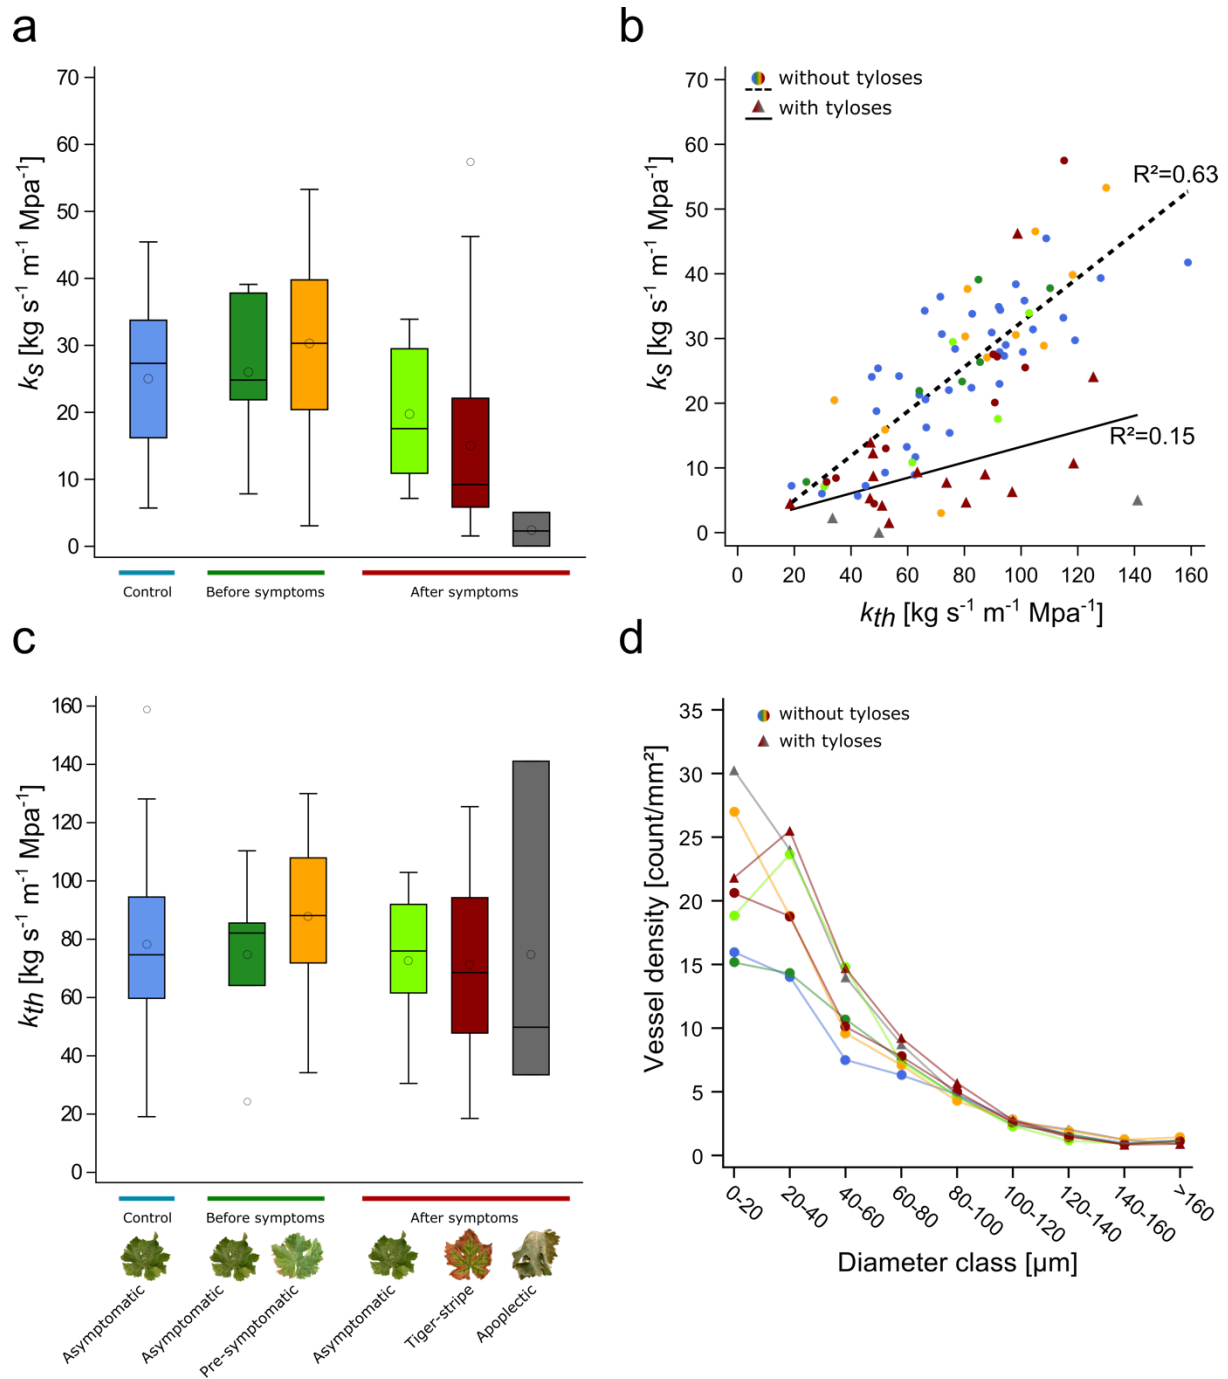 a
70
60
50
40
30
20
10
0
kS [kg s-1 m-1 Mpa-1]
Control
Before symptoms
After symptoms
b
without tyloses
with tyloses
R²=0.63
R²=0.15
70
60
50
40
30
20
10
0
kS [kg s-1 m-1 Mpa-1]
0 20 40 60 80 100 120 140 160
kth [kg s-1 m-1 Mpa-1]
c
160
140
120
100
80
60
40
20
0
kth [kg s-1 m-1 Mpa-1]
Control
Before symptoms
After symptoms
Asymptomatic
Asymptomatic
Pre-symptomatic
Asymptomatic
Tiger-stripe
Apoplectic
d
without tyloses
with tyloses
35
30
25
20
15
10
5
0
Vessel density [count/mm²]
0-20
20-40
40-60
60-80
80-100
100-120
120-140
140-160
>160
Diameter class [µm]